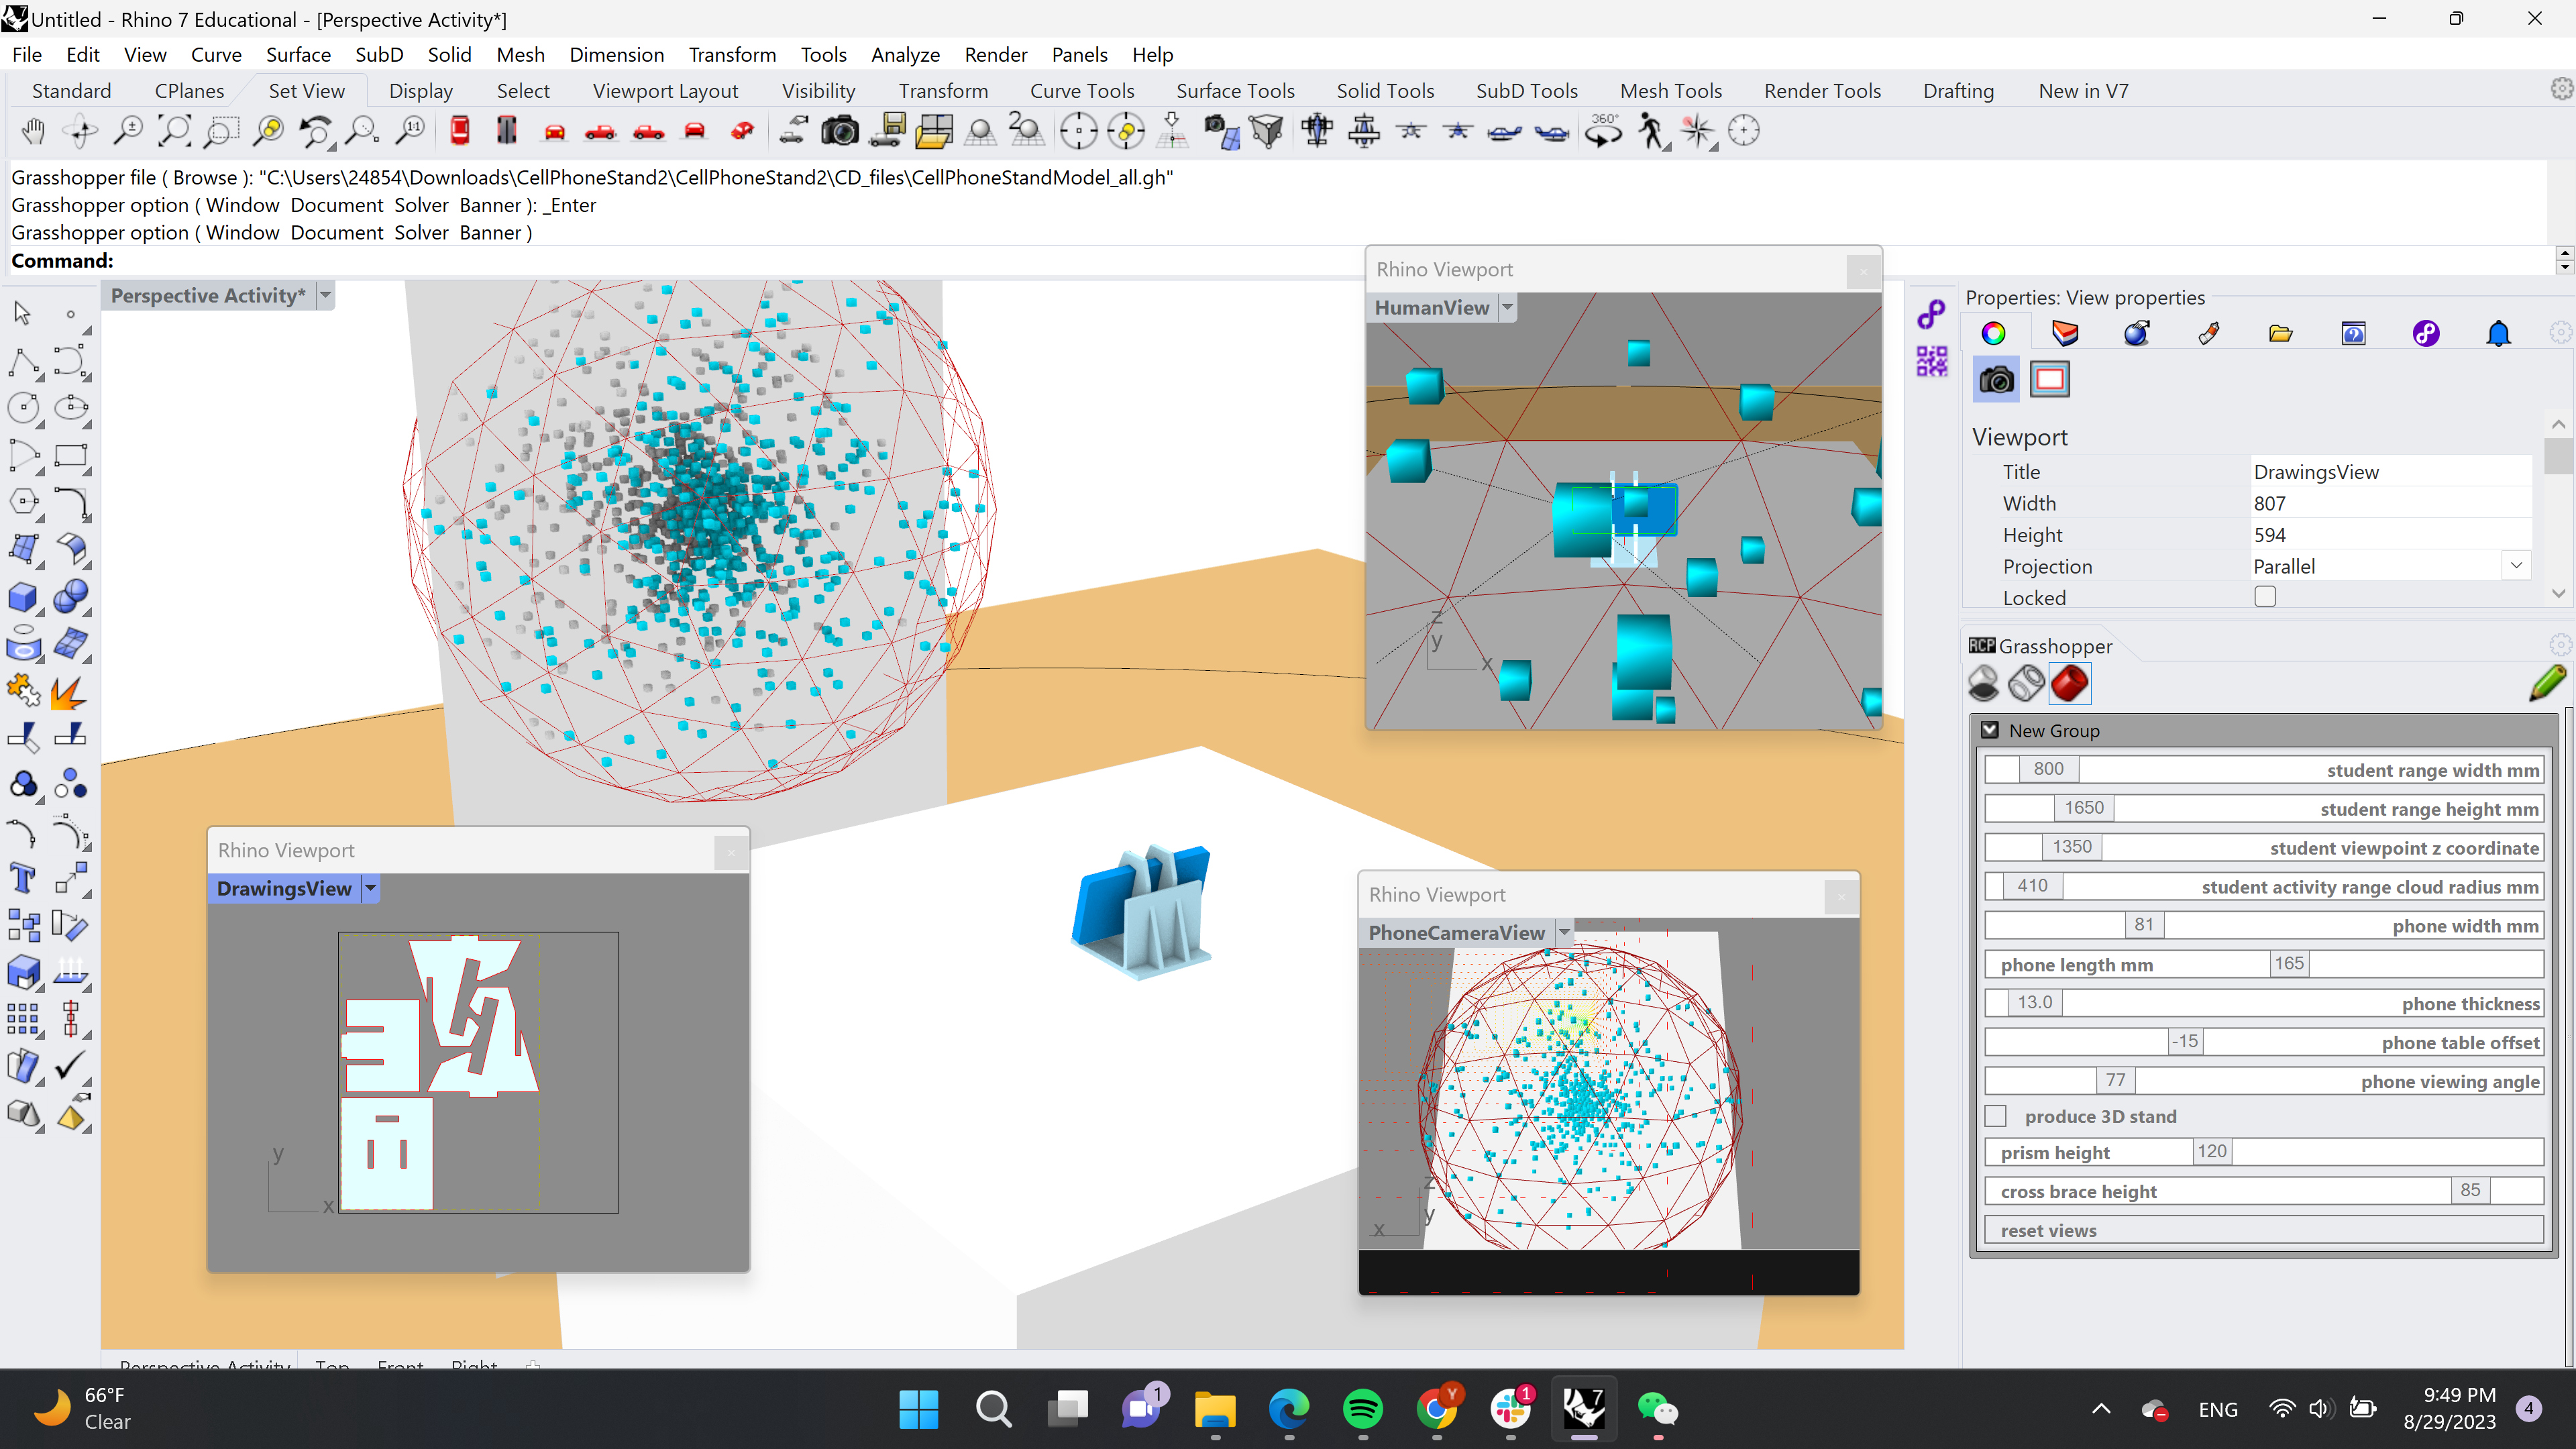 Untitled - Rhino 7 Educational - [Perspective Activity*]
File Edit View Curve Surface SubD Solid Mesh Dimension Transform Tools Analyze Render Panels Help
Standard CPlanes Set View Display Select Viewport Layout Visibility Transform Curve Tools Surface Tools Solid Tools SubD Tools Mesh Tools Render Tools Drafting New in V7
1:1
2
360°
Grasshopper file ( Browse ): "C:\Users\24854\Downloads\CellPhoneStand2\CellPhoneStand2\CD_files\CellPhoneStandModel_all.gh"
Grasshopper option ( Window Document Solver Banner ): _Enter
Grasshopper option ( Window Document Solver Banner )
Command:
Perspective Activity*
Rhino Viewport
HumanView
z
y
x
Rhino Viewport
DrawingsView
y
x
Rhino Viewport
PhoneCameraView
z
y
x
Perspective Activity Top Front Right
Properties: View properties
Viewport
Title DrawingsView
Width 807
Height 594
Projection Parallel
Locked
RCP Grasshopper
New Group
800 student range width mm
1650 student range height mm
1350 student viewpoint z coordinate
410 student activity range cloud radius mm
81 phone width mm
phone length mm 165
13.0 phone thickness
-15 phone table offset
77 phone viewing angle
produce 3D stand
prism height 120
cross brace height 85
reset views
66°F
Clear
1
Y
1
7
ENG
9:49 PM
8/29/2023
4